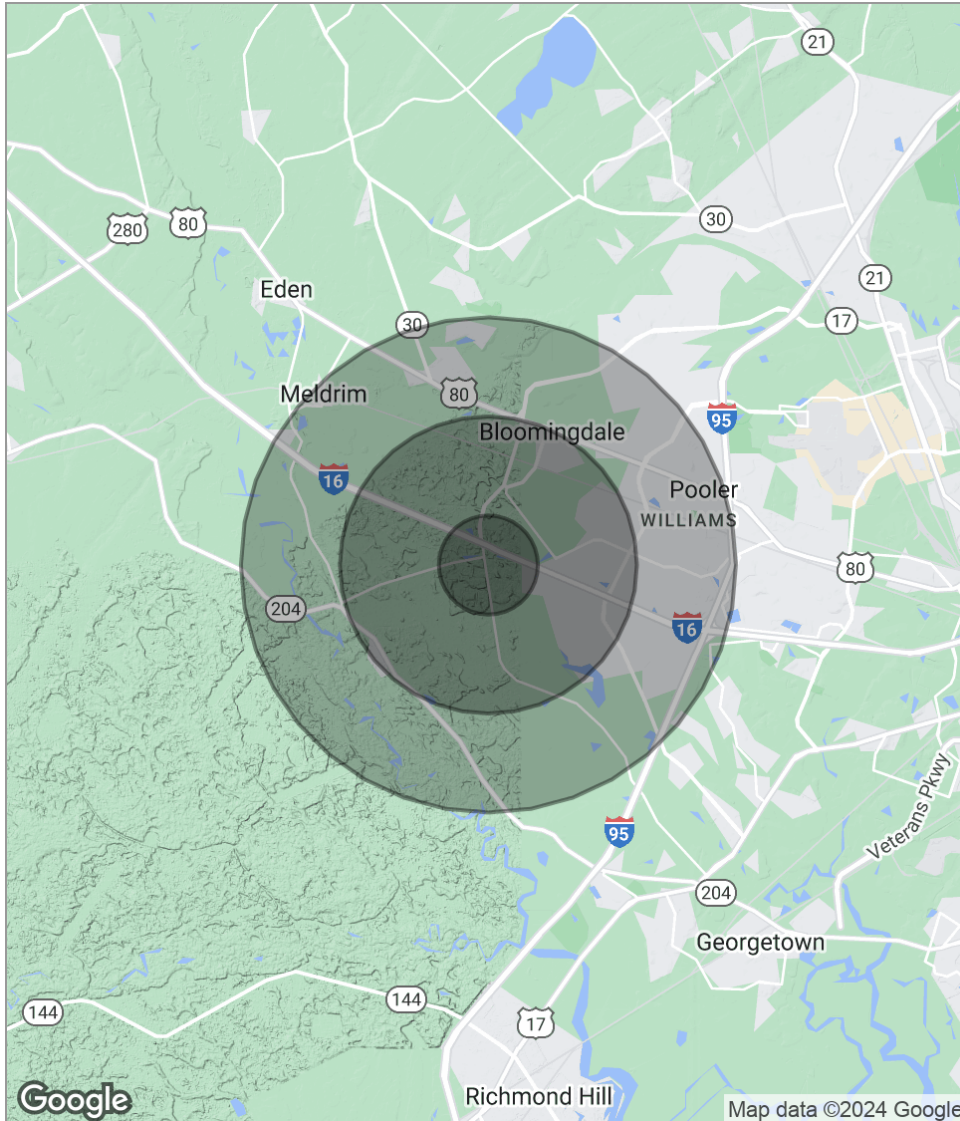 21
30
280
80
21
Eden
17
30
Meldrim
80
95
Bloomingdale
16
Pooler
WILLIAMS
80
204
16
Veterans Pkwy
95
204
Georgetown
144
144
17
Richmond Hill
Google
Map data ©2024 Google